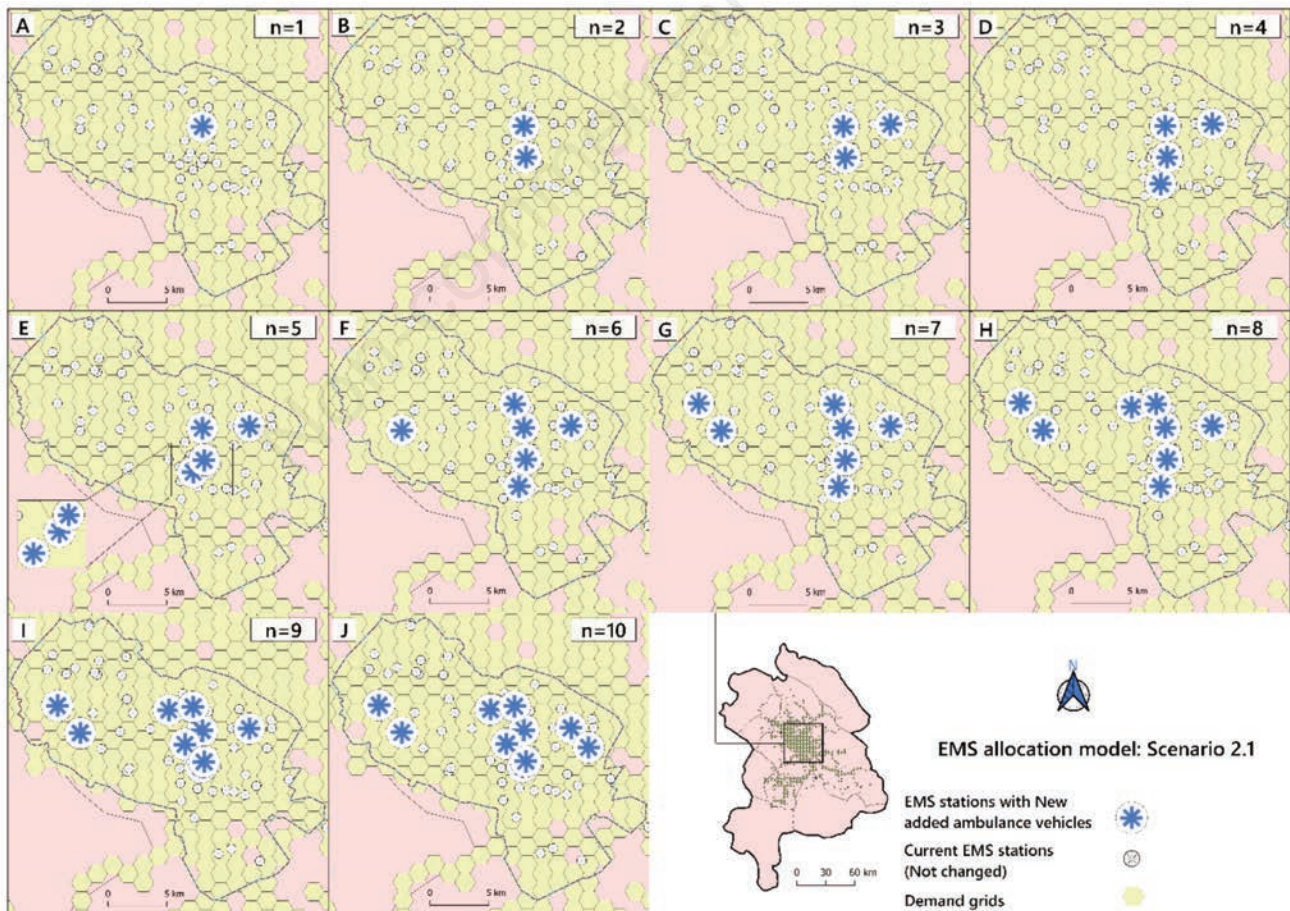 A
n=1
B
n=2
C
n=3
D
n=4
0 5 km
0 5 km
0 5 km
0 5 km
E
n=5
F
n=6
G
n=7
H
n=8
0 5 km
0 5 km
0 5 km
0 5 km
I
n=9
J
n=10
0 5 km
0 5 km
N
EMS allocation model: Scenario 2.1
EMS stations with New
added ambulance vehicles
Current EMS stations
(Not changed)
Demand grids
0 30 60 km